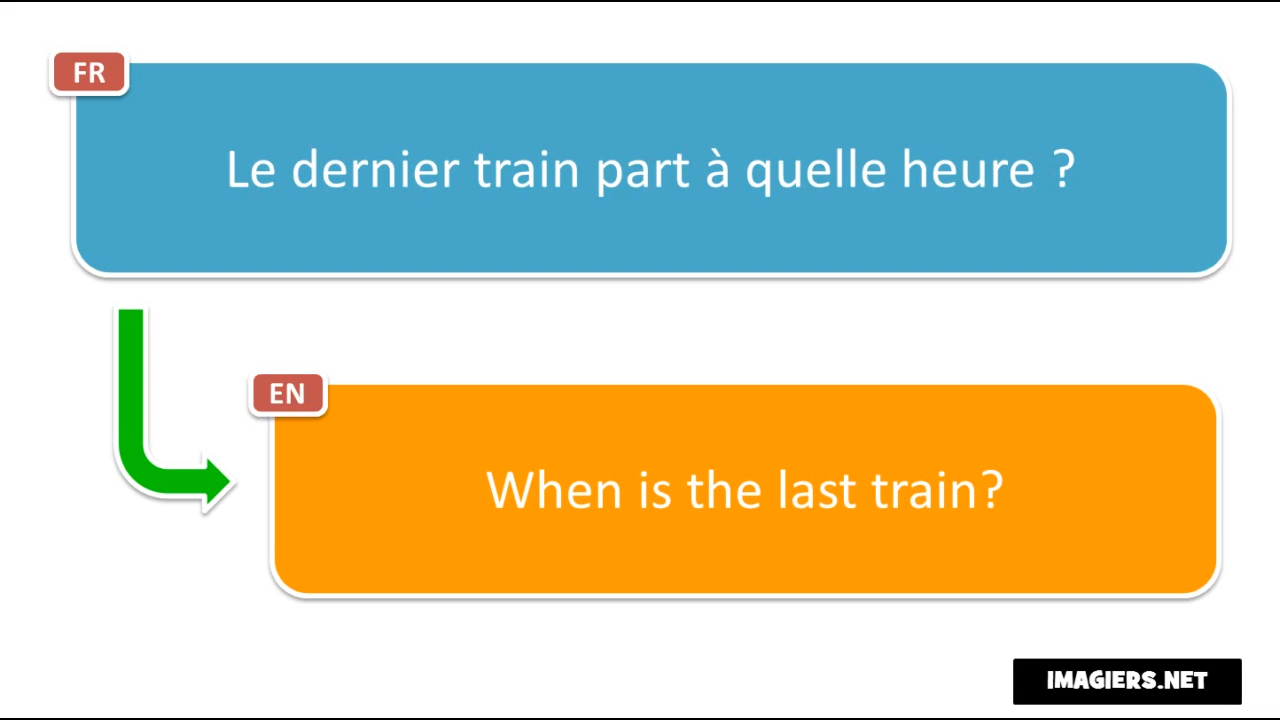 FR
Le dernier train part à quelle heure ?
EN
When is the last train?
IMAGIERS.NET